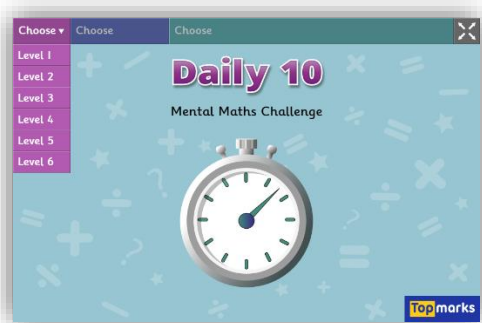 Choose ▾ Choose Choose
Level 1
Level 2
Level 3
Level 4
Level 5
Level 6
Daily 10
Mental Maths Challenge
Topmarks